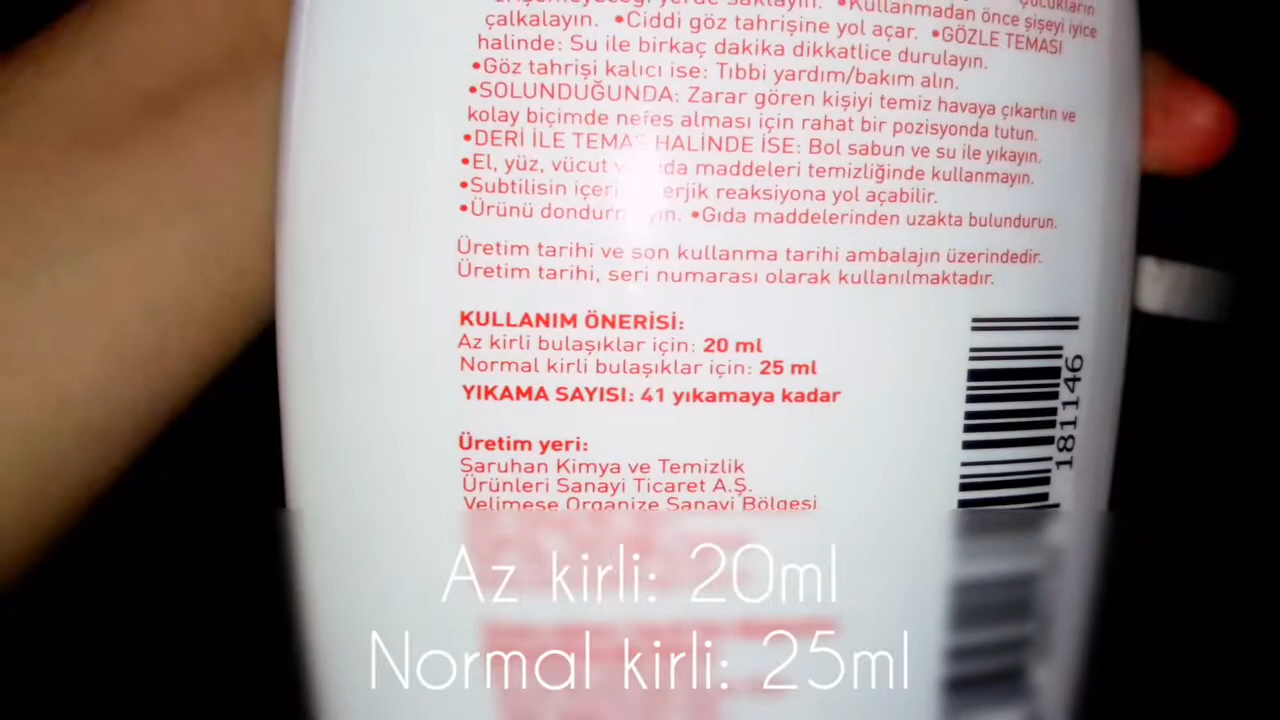 saklayın. •Kullanmadan önce şişeyi iyice
çalkalayın. •Ciddi göz tahrişine yol açar. •GÖZLE TEMASI
halinde: Su ile birkaç dakika dikkatlice durulayın.
•Göz tahrişi kalıcı ise: Tıbbi yardım/bakım alın.
•SOLUNDUĞUNDA: Zarar gören kişiyi temiz havaya çıkartın ve
kolay biçimde nefes alması için rahat bir pozisyonda tutun.
•DERİ İLE TEMAS HALİNDE İSE: Bol sabun ve su ile yıkayın.
•El, yüz, vücut maddeleri temizliğinde kullanmayın.
•Subtilisin reaksiyona yol açabilir.
•Ürünü •Gıda maddelerinden uzakta bulundurun.
Üretim tarihi ve son kullanma tarihi ambalajın üzerindedir.
Üretim tarihi, seri numarası olarak kullanılmaktadır.
KULLANIM ÖNERİSİ:
Az kirli bulaşıklar için: 20 ml
Normal kirli bulaşıklar için: 25 ml
YIKAMA SAYISI: 41 yıkamaya kadar
Üretim yeri:
Saruhan Kimya ve Temizlik
Ürünleri Sanayi Ticaret A.Ş.
Velimeşe Organize Sanayi Bölgesi
181146
Az kirli: 20ml
Normal kirli: 25ml